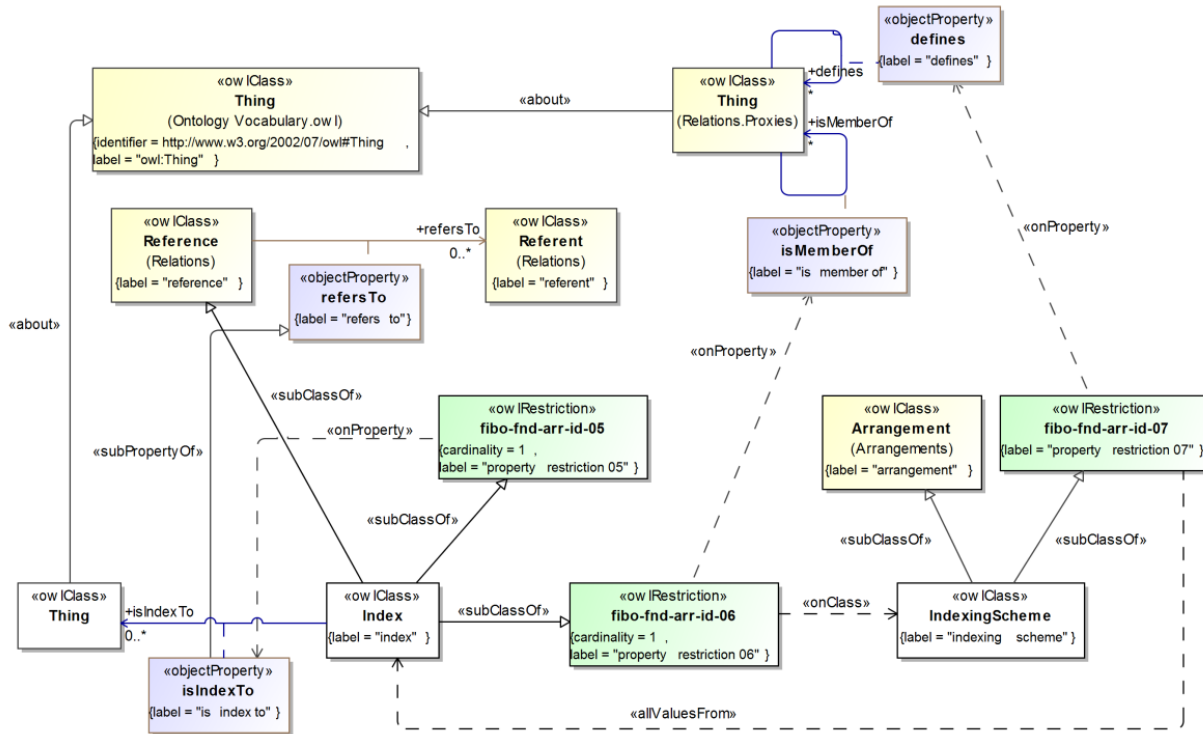 «objectProperty»
defines
{label = "defines" }
«owlClass»
Thing
(Ontology Vocabulary.owl)
{identifier = http://www.w3.org/2002/07/owl#Thing ,
label = "owl:Thing" }
«about»
«owlClass»
Thing
(Relations.Proxies)
+defines
*
+isMemberOf
*
«owlClass»
Reference
(Relations)
{label = "reference" }
+refersTo
0..*
«owlClass»
Referent
(Relations)
{label = "referent" }
«objectProperty»
isMemberOf
{label = "is member of" }
«onProperty»
«objectProperty»
refersTo
{label = "refers to" }
«about»
«onProperty»
«subClassOf»
«owlRestriction»
fibo-fnd-arr-id-05
{cardinality = 1 ,
label = "property restriction 05" }
«onProperty»
«subPropertyOf»
«owlClass»
Arrangement
(Arrangements)
{label = "arrangement" }
«owlRestriction»
fibo-fnd-arr-id-07
{label = "property restriction 07" }
«subClassOf»
«subClassOf»
«subClassOf»
«owlClass»
Thing
+isIndexTo
0..*
«owlClass»
Index
{label = "index" }
«subClassOf»
«owlRestriction»
fibo-fnd-arr-id-06
{cardinality = 1 ,
label = "property restriction 06" }
«onClass»
«owlClass»
IndexingScheme
{label = "indexing scheme" }
«objectProperty»
isIndexTo
{label = "is index to" }
«allValuesFrom»